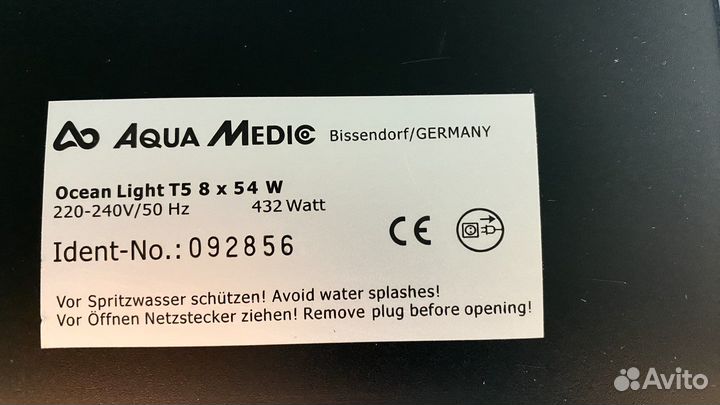 AQUA MEDIC Bissendorf/GERMANY
Ocean Light T5 8 x 54 W
220-240V/50 Hz 432 Watt
Ident-No.: 092856
CE
Vor Spritzwasser schützen! Avoid water splashes!
Vor Öffnen Netzstecker ziehen! Remove plug before opening!
Avito